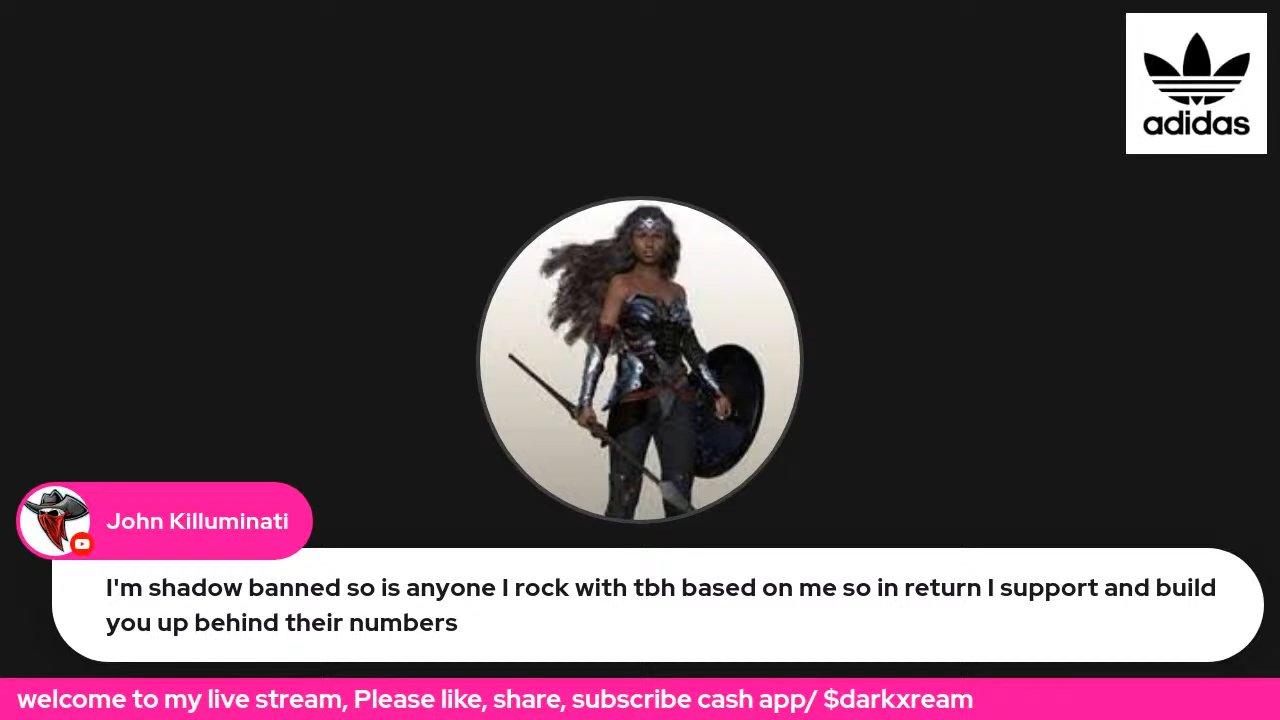 adidas
John Killuminati
I'm shadow banned so is anyone I rock with tbh based on me so in return I support and build
you up behind their numbers
welcome to my live stream, Please like, share, subscribe cash app/ $darkxream